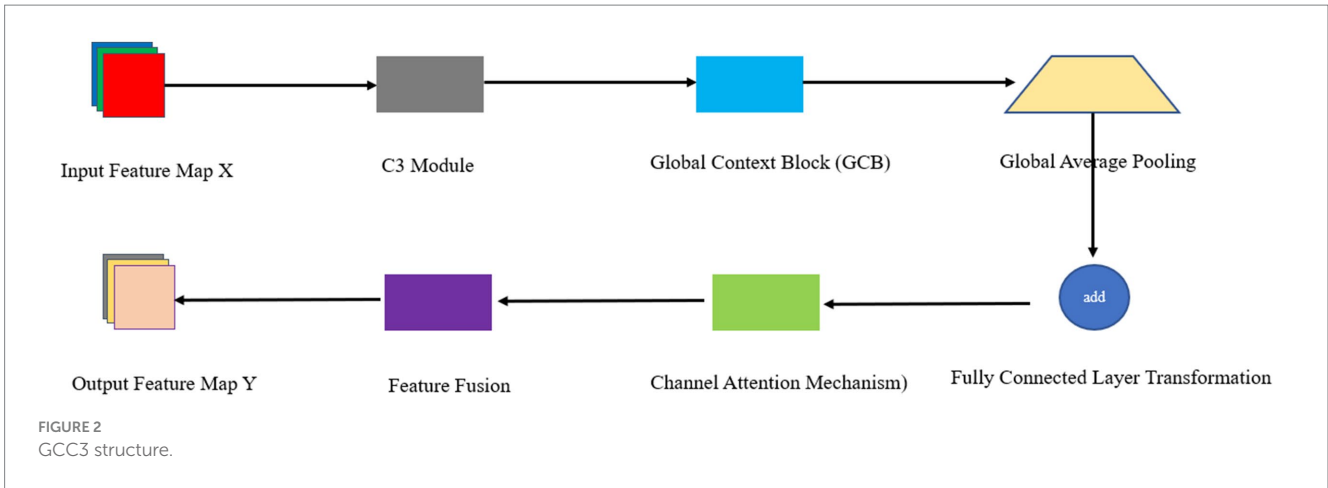 Input Feature Map X
C3 Module
Global Context Block (GCB)
Global Average Pooling
add
Output Feature Map Y
Feature Fusion
Channel Attention Mechanism)
Fully Connected Layer Transformation
FIGURE 2
GCC3 structure.